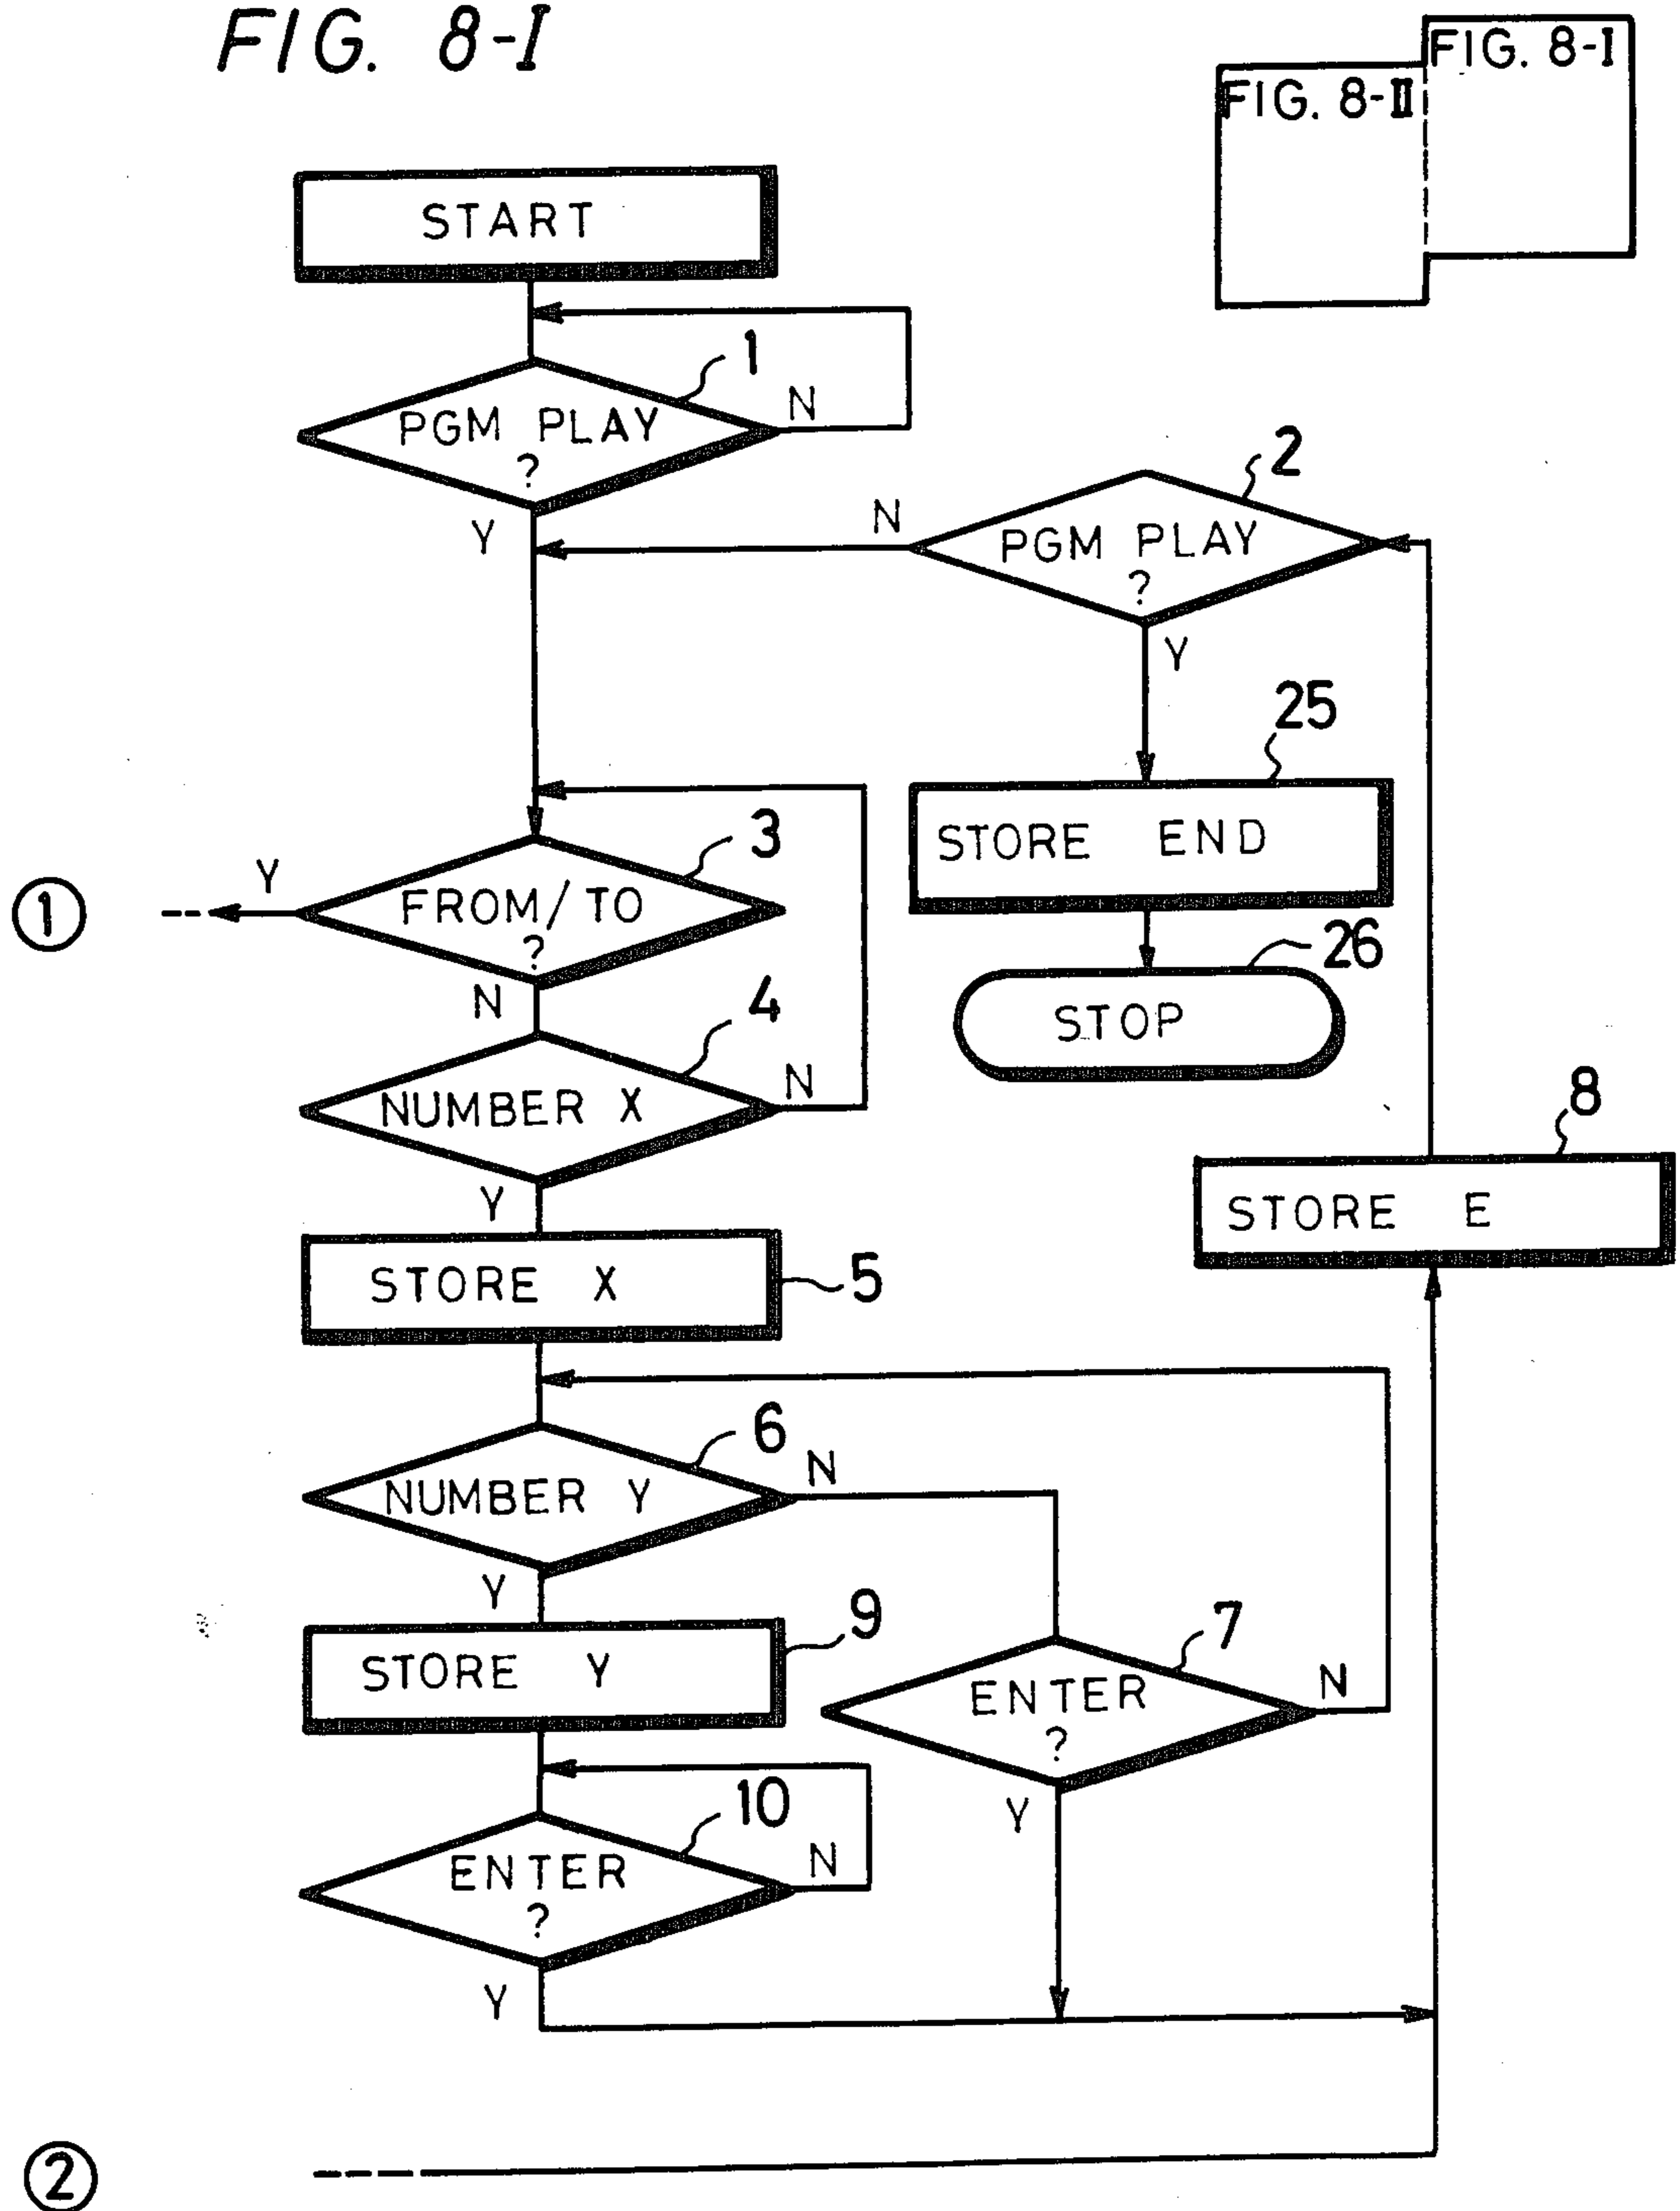 FIG. 8-I
FIG. 8-I
FIG. 8-II
START
1
N
PGM PLAY
?
Y
2
N
PGM PLAY
?
Y
25
STORE END
3
Y
FROM/TO
?
N
①
26
STOP
4
NUMBER X
N
Y
8
STORE E
STORE X
5
6
NUMBER Y
N
Y
STORE Y
9
7
ENTER
?
N
Y
10
ENTER
?
N
Y
②